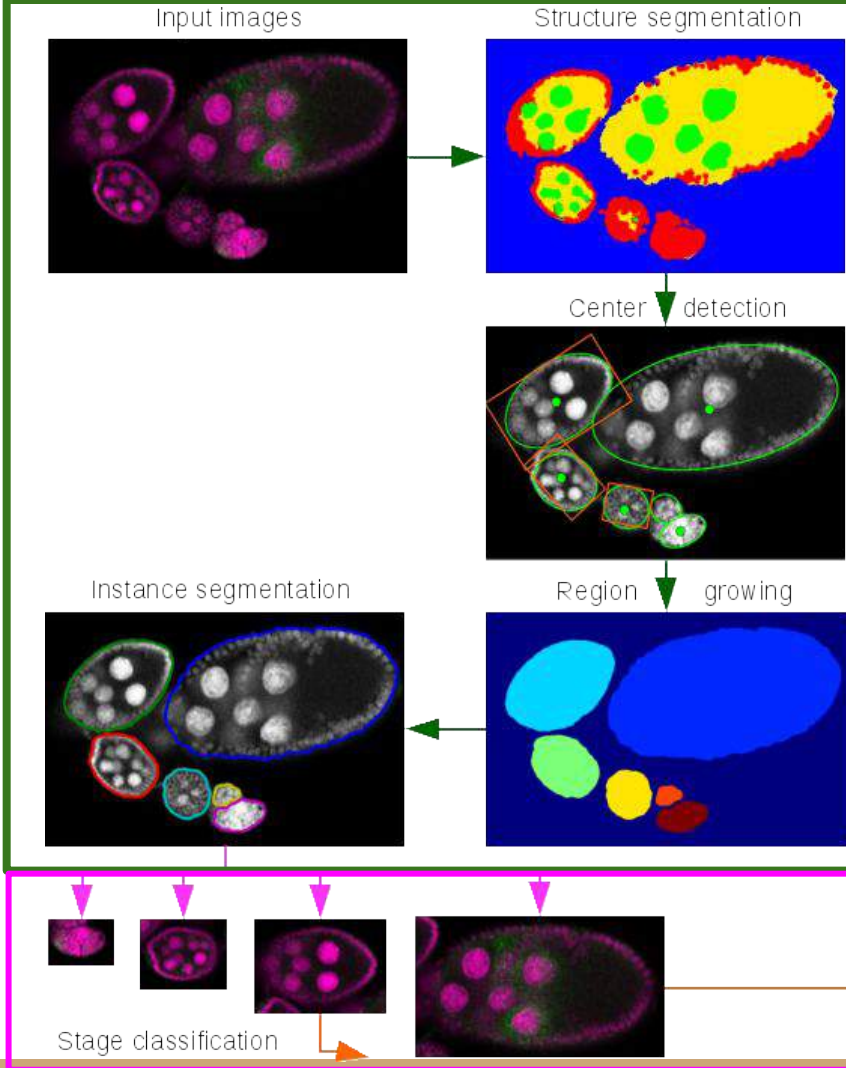 Input images
Structure segmentation
Center detection
Instance segmentation
Region growing
Stage classification